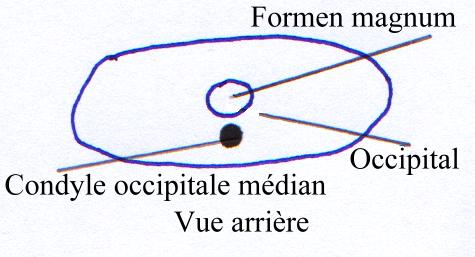 Formen magnum
Occipital
Condyle occipitale médian
Vue arrière